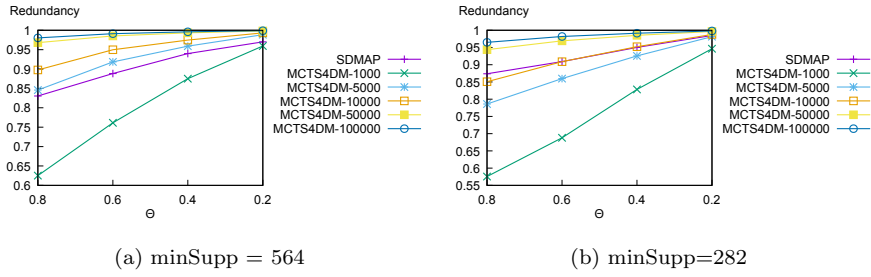 Redundancy
1
0.95
0.9
0.85
0.8
0.75
0.7
0.65
0.6
0.8
0.6
0.4
0.2
Θ
SDMAP
MCTS4DM-1000
MCTS4DM-5000
MCTS4DM-10000
MCTS4DM-50000
MCTS4DM-100000
(a) minSupp = 564
Redundancy
1
0.95
0.9
0.85
0.8
0.75
0.7
0.65
0.6
0.55
0.8
0.6
0.4
0.2
Θ
SDMAP
MCTS4DM-1000
MCTS4DM-5000
MCTS4DM-10000
MCTS4DM-50000
MCTS4DM-100000
(b) minSupp=282